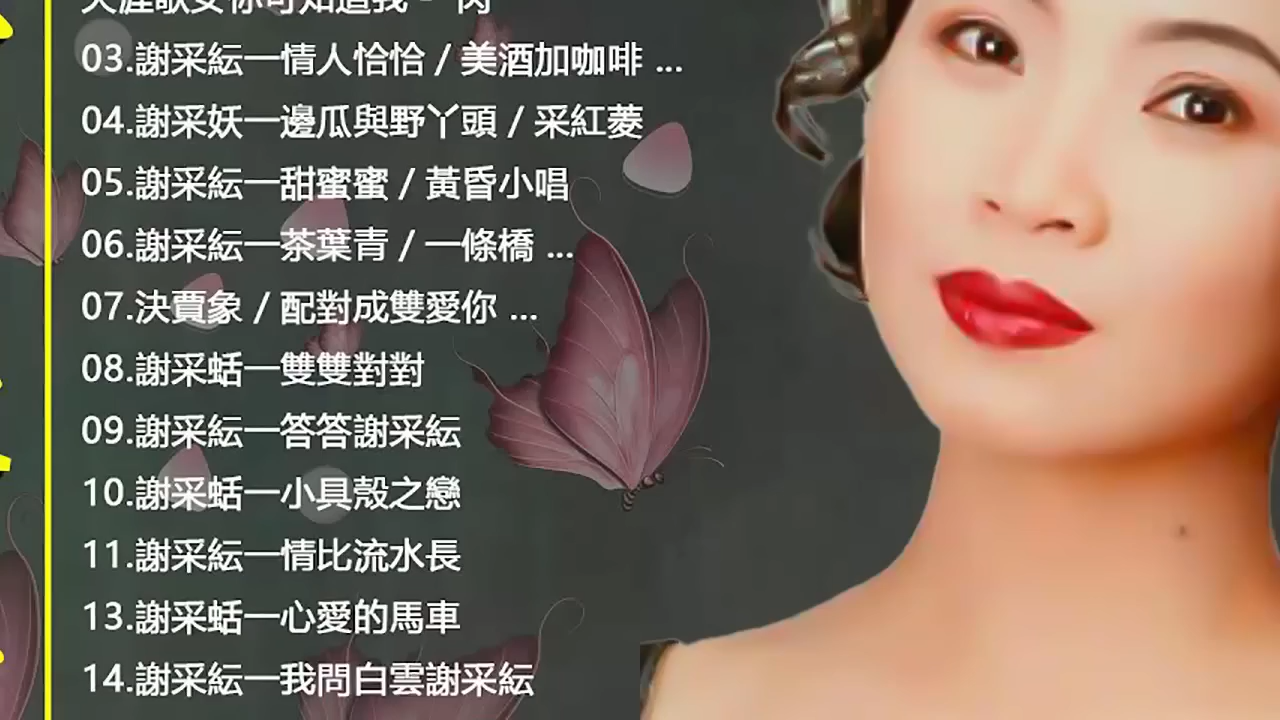 03.謝采紜一情人恰恰 / 美酒加咖啡 ...
04.謝采妖一邊瓜與野丫頭 / 采紅菱
05.謝采紜一甜蜜蜜 / 黃昏小唱
06.謝采紜一茶葉青 / 一條橋 ...
07.決賈象 / 配對成雙愛你 ...
08.謝采蛞一雙雙對對
09.謝采紜一答答謝采紜
10.謝采蛞一小具殼之戀
11.謝采紜一情比流水長
13.謝采蛞一心愛的馬車
14.謝采紜一我問白雲謝采紜